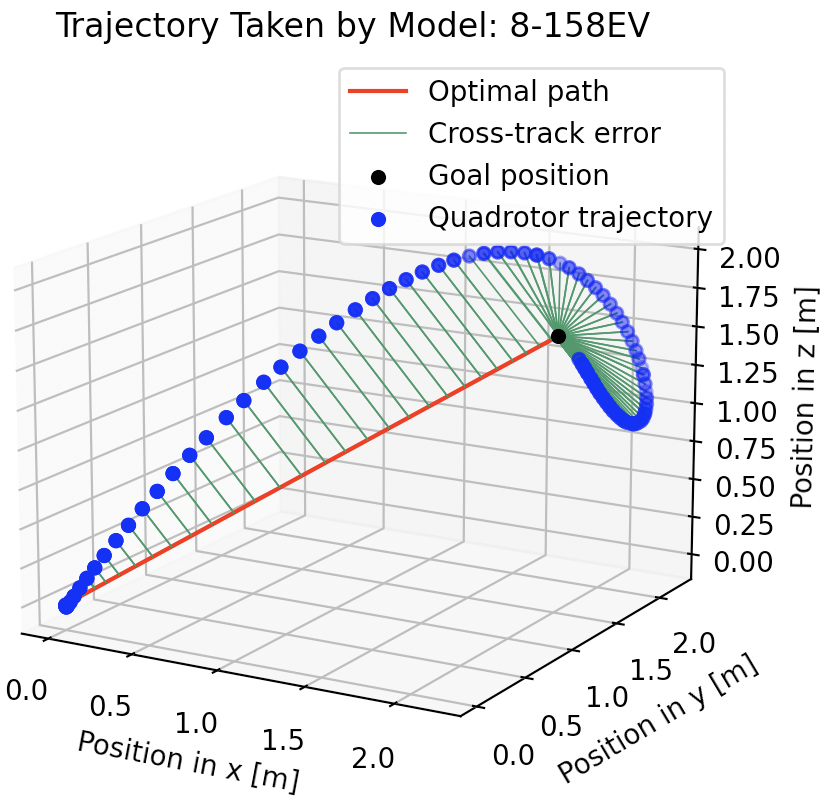 Trajectory Taken by Model: 8-158EV
Optimal path
Cross-track error
Goal position
Quadrotor trajectory
2.00
1.75
1.50
1.25
1.00
0.75
0.50
0.25
0.00
Position in z [m]
0.0
0.5
1.0
1.5
2.0
Position in x [m]
0.0
0.5
1.0
1.5
2.0
Position in y [m]